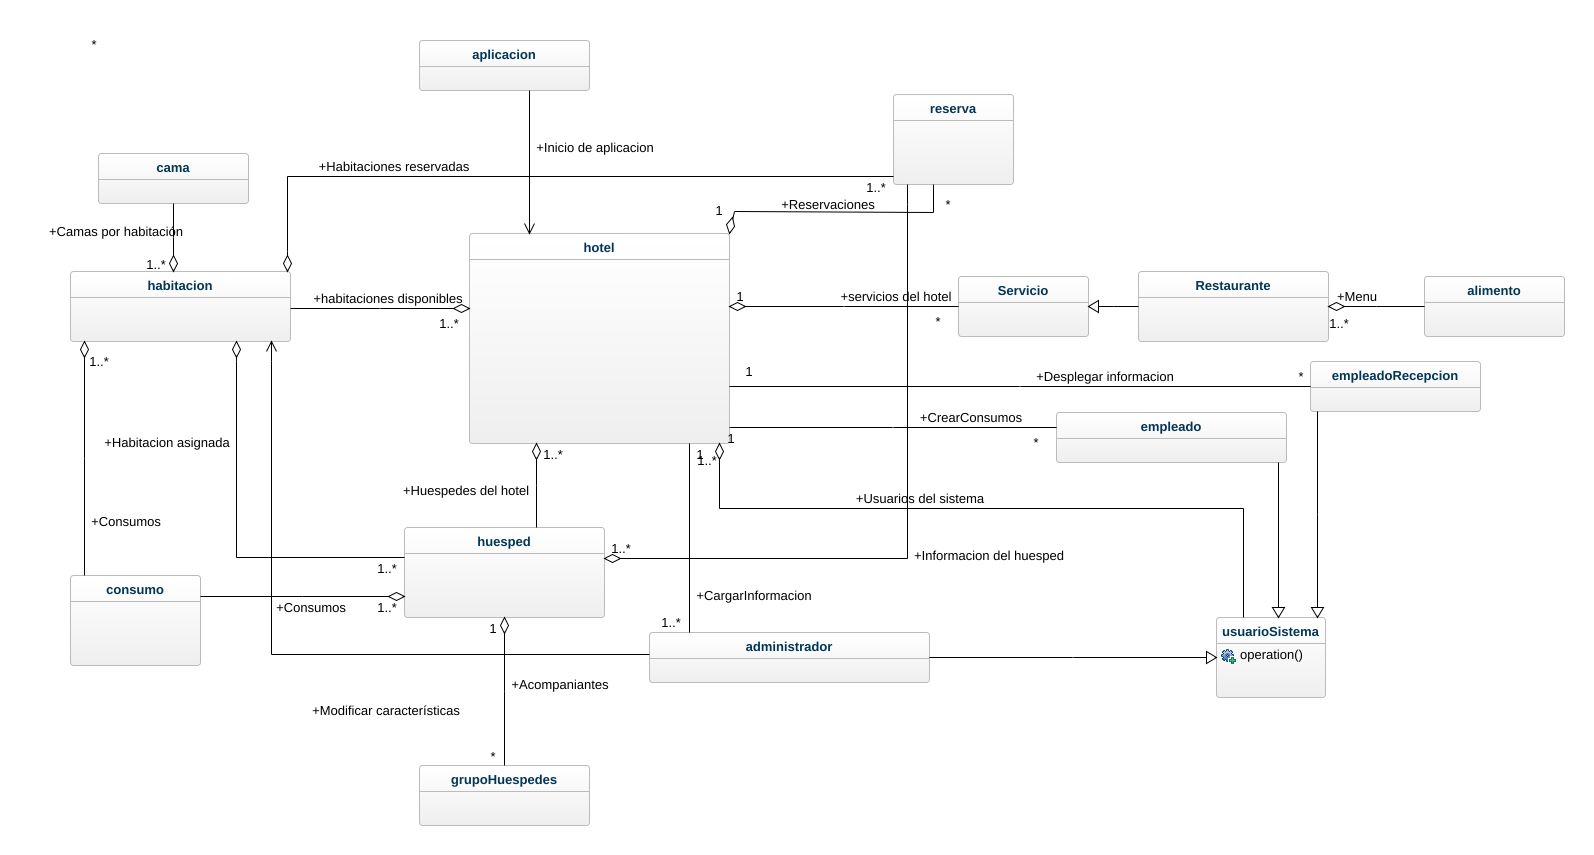 *
aplicacion
reserva
+Inicio de aplicacion
cama
+Habitaciones reservadas
1..*
+Reservaciones
1
*
+Camas por habitación
1..*
hotel
habitacion
+habitaciones disponibles
1..*
1
+servicios del hotel
*
Servicio
Restaurante
+Menu
1..*
alimento
1..*
1
+Desplegar informacion
*
empleadoRecepcion
+CrearConsumos
1
*
empleado
+Habitacion asignada
1..*
1
1..*
+Huespedes del hotel
+Usuarios del sistema
+Consumos
huesped
1..*
+Informacion del huesped
1..*
consumo
+Consumos
1..*
+CargarInformacion
1..*
1
administrador
usuarioSistema
operation()
+Acompaniantes
+Modificar características
*
grupoHuespedes